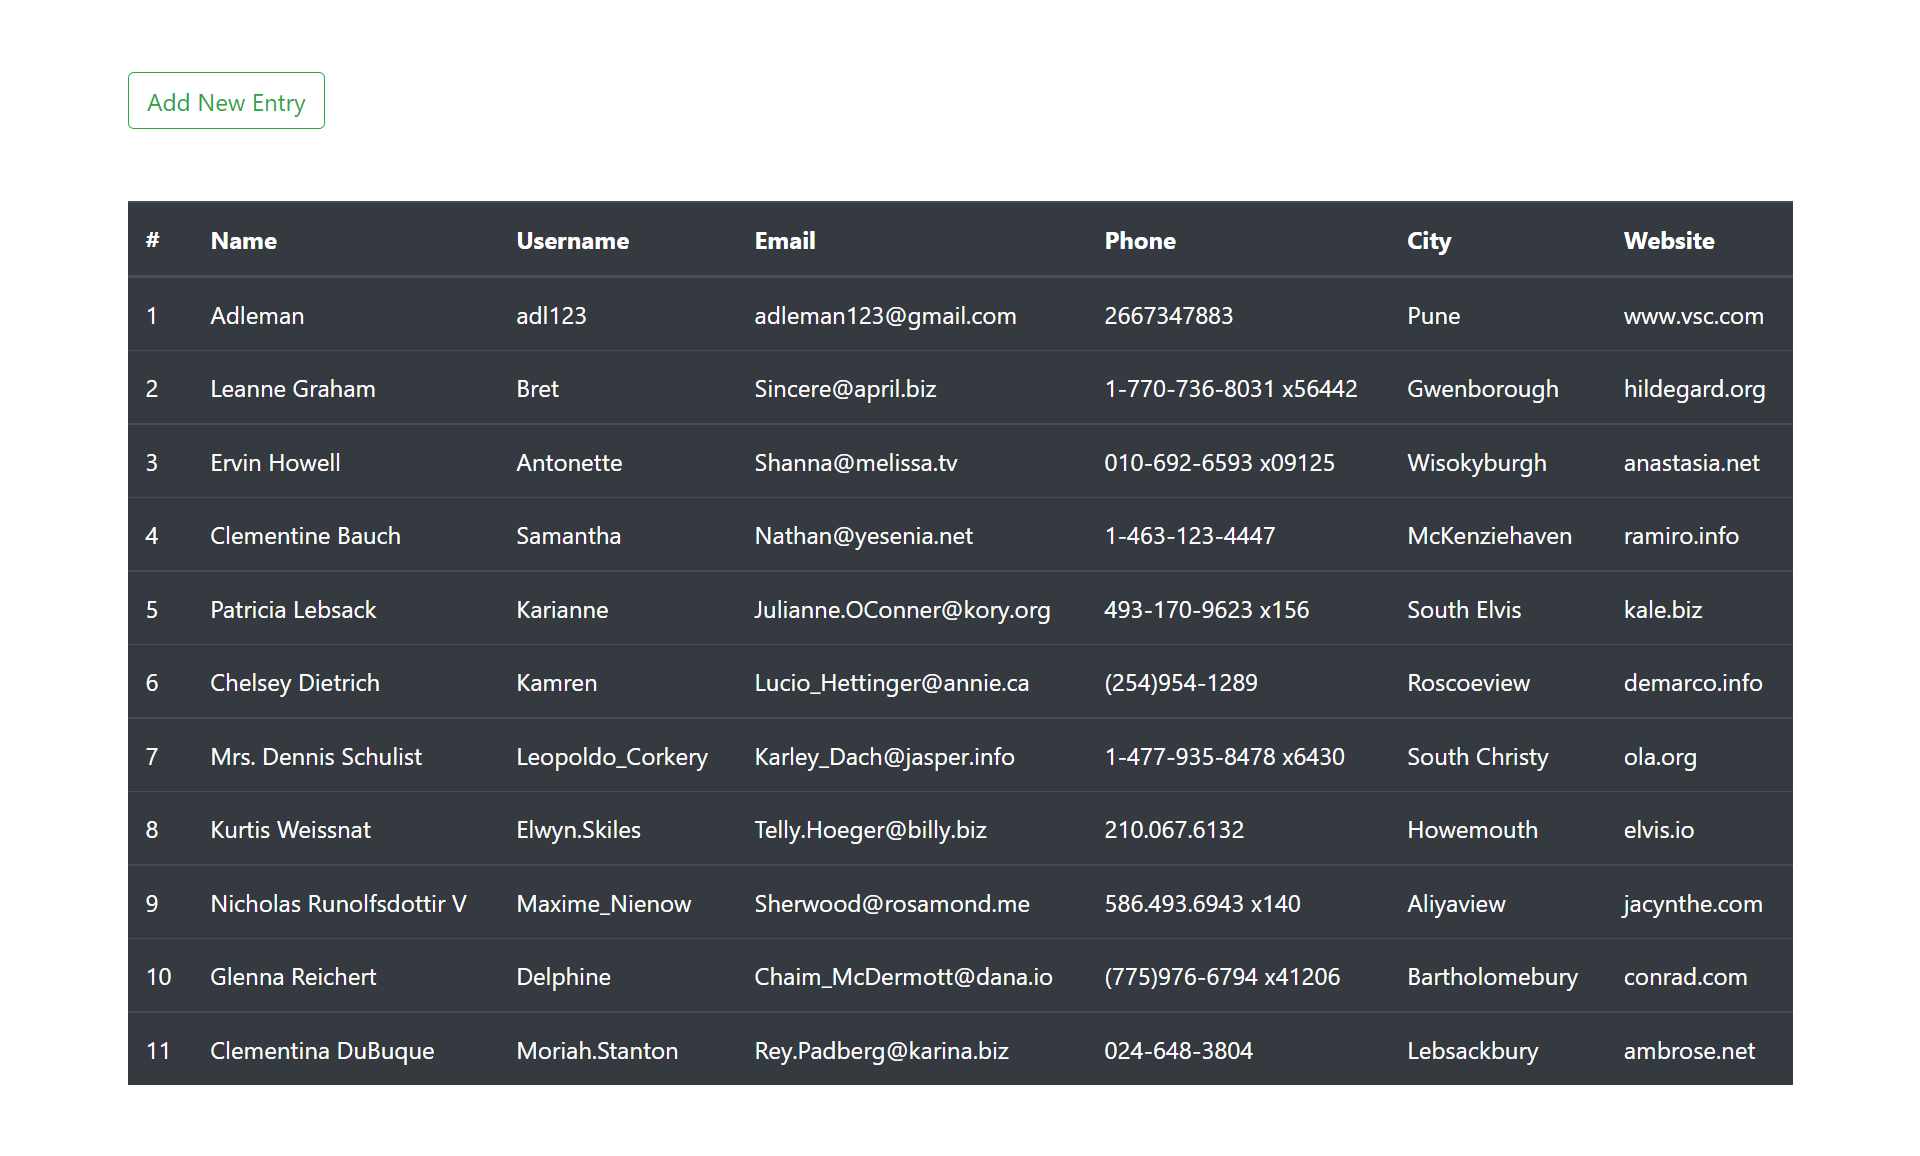 Add New Entry
# Name Username Email Phone City Website
1 Adleman adl123 adleman123@gmail.com 2667347883 Pune www.vsc.com
2 Leanne Graham Bret Sincere@april.biz 1-770-736-8031 x56442 Gwenborough hildegard.org
3 Ervin Howell Antonette Shanna@melissa.tv 010-692-6593 x09125 Wisokyburgh anastasia.net
4 Clementine Bauch Samantha Nathan@yesenia.net 1-463-123-4447 McKenziehaven ramiro.info
5 Patricia Lebsack Karianne Julianne.OConner@kory.org 493-170-9623 x156 South Elvis kale.biz
6 Chelsey Dietrich Kamren Lucio_Hettinger@annie.ca (254)954-1289 Roscoeview demarco.info
7 Mrs. Dennis Schulist Leopoldo_Corkery Karley_Dach@jasper.info 1-477-935-8478 x6430 South Christy ola.org
8 Kurtis Weissnat Elwyn.Skiles Telly.Hoeger@billy.biz 210.067.6132 Howemouth elvis.io
9 Nicholas Runolfsdottir V Maxime_Nienow Sherwood@rosamond.me 586.493.6943 x140 Aliyaview jacynthe.com
10 Glenna Reichert Delphine Chaim_McDermott@dana.io (775)976-6794 x41206 Bartholomebury conrad.com
11 Clementina DuBuque Moriah.Stanton Rey.Padberg@karina.biz 024-648-3804 Lebsackbury ambrose.net